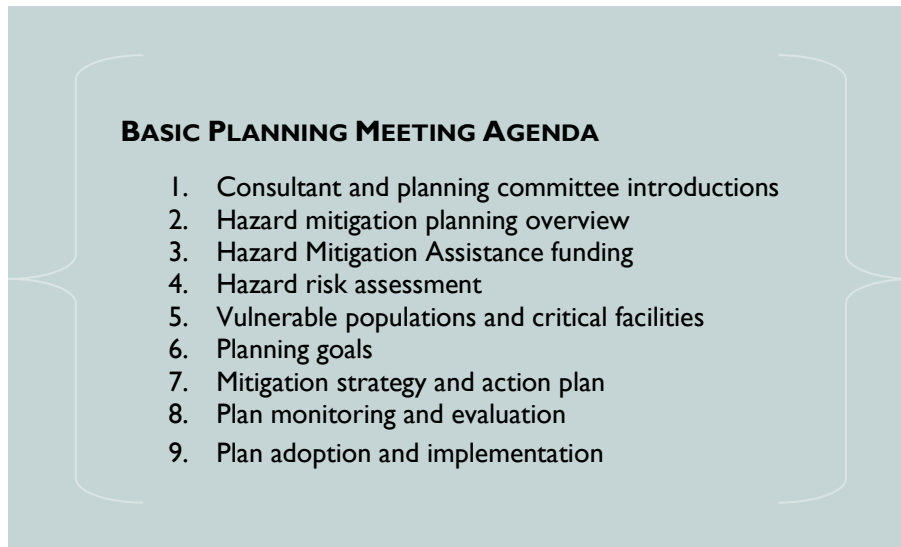 BASIC PLANNING MEETING AGENDA
1. Consultant and planning committee introductions
2. Hazard mitigation planning overview
3. Hazard Mitigation Assistance funding
4. Hazard risk assessment
5. Vulnerable populations and critical facilities
6. Planning goals
7. Mitigation strategy and action plan
8. Plan monitoring and evaluation
9. Plan adoption and implementation